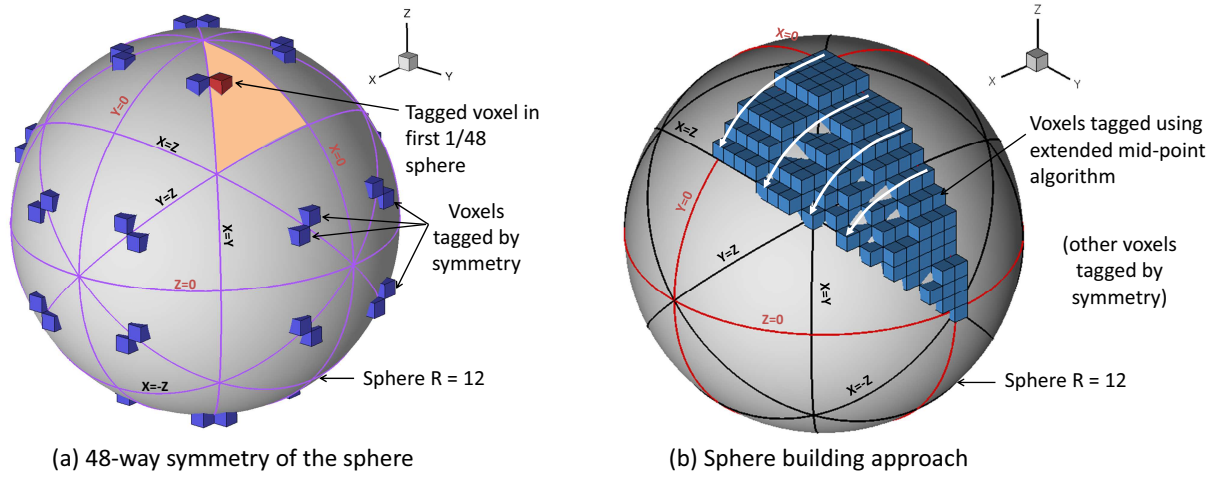 Z
X
Y
Y=0
X=0
X=Z
Y=Z
X=Y
Z=0
X=-Z
Tagged voxel in
first 1/48
sphere
Voxels
tagged by
symmetry
Sphere R = 12
(a) 48-way symmetry of the sphere
Z
X
Y
X=0
X=Z
Y=0
Y=Z
X=Y
Z=0
X=-Z
Voxels tagged using
extended mid-point
algorithm
(other voxels
tagged by
symmetry)
Sphere R = 12
(b) Sphere building approach